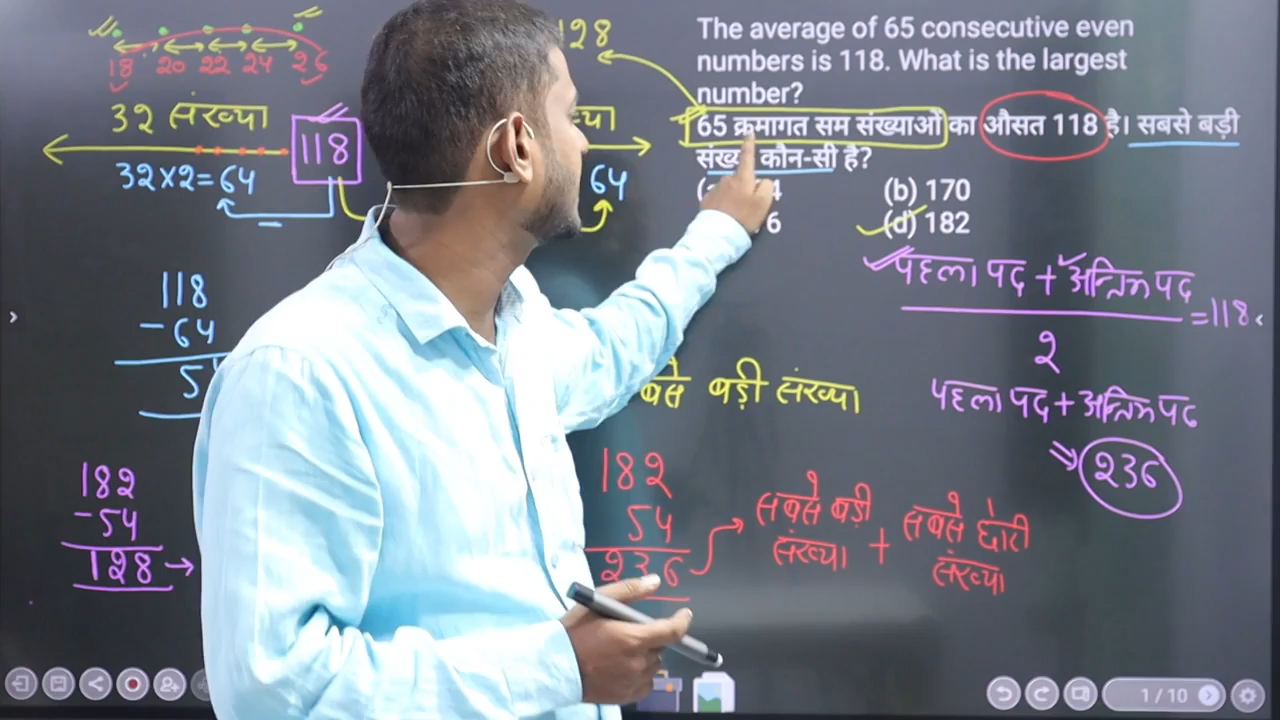 The average of 65 consecutive even
numbers is 118. What is the largest
number?
65 क्रमागत सम संख्याओं का औसत 118 है। सबसे बड़ी
संख्या कौन-सी है?
(b) 170
(d) 182
18 20 22 24 26
32 संख्या
118
32×2=64
128
64
118
-64
5
182
-54
128 →
बड़ी संख्या
182
54
236
सबसे बड़ी संख्या + सबसे छोटी संख्या
पहला पद + अन्तिम पद
2
=118
पहला पद + अन्तिम पद
⇒ 236
1 / 10